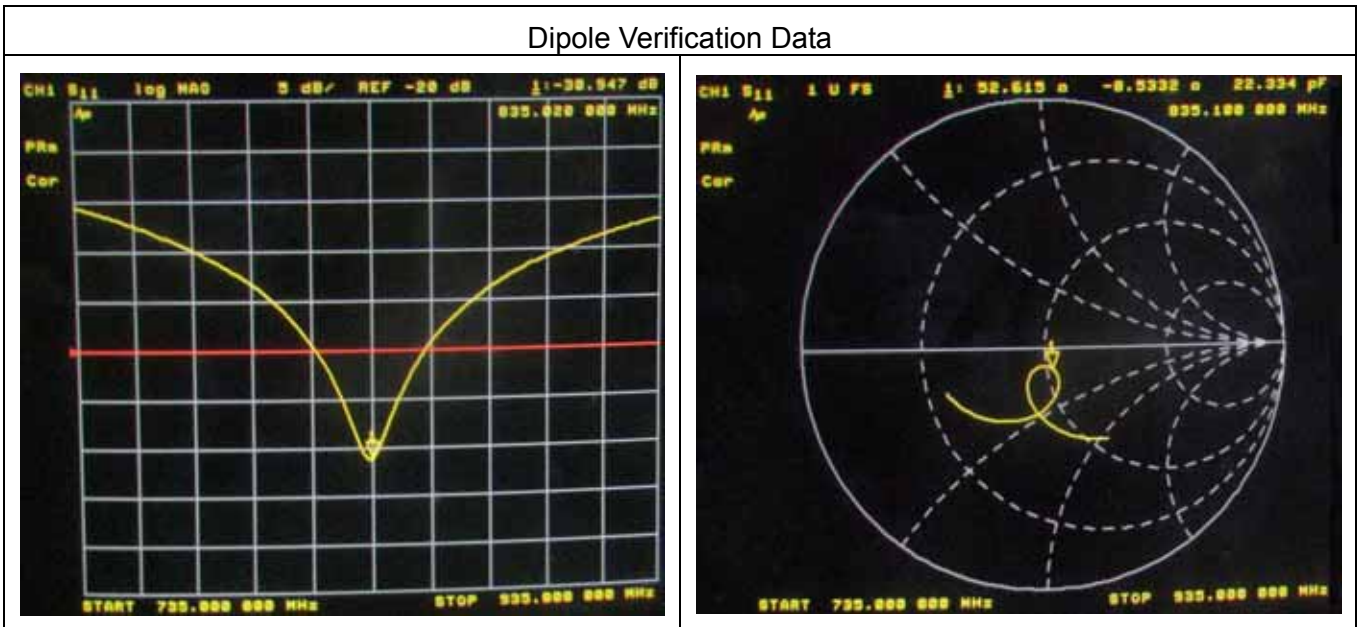 Dipole Verification Data
CH1 S11 log MAG 5 dB/ REF -20 dB 1:-30.947 dB
835.020 000 MHz
PRm
Cor
START 735.000 000 MHz STOP 935.000 000 MHz
CH1 S11 1 U FS 1: 52.615 Ω -8.5332 Ω 22.334 pF
835.100 000 MHz
PRm
Cor
START 735.000 000 MHz STOP 935.000 000 MHz